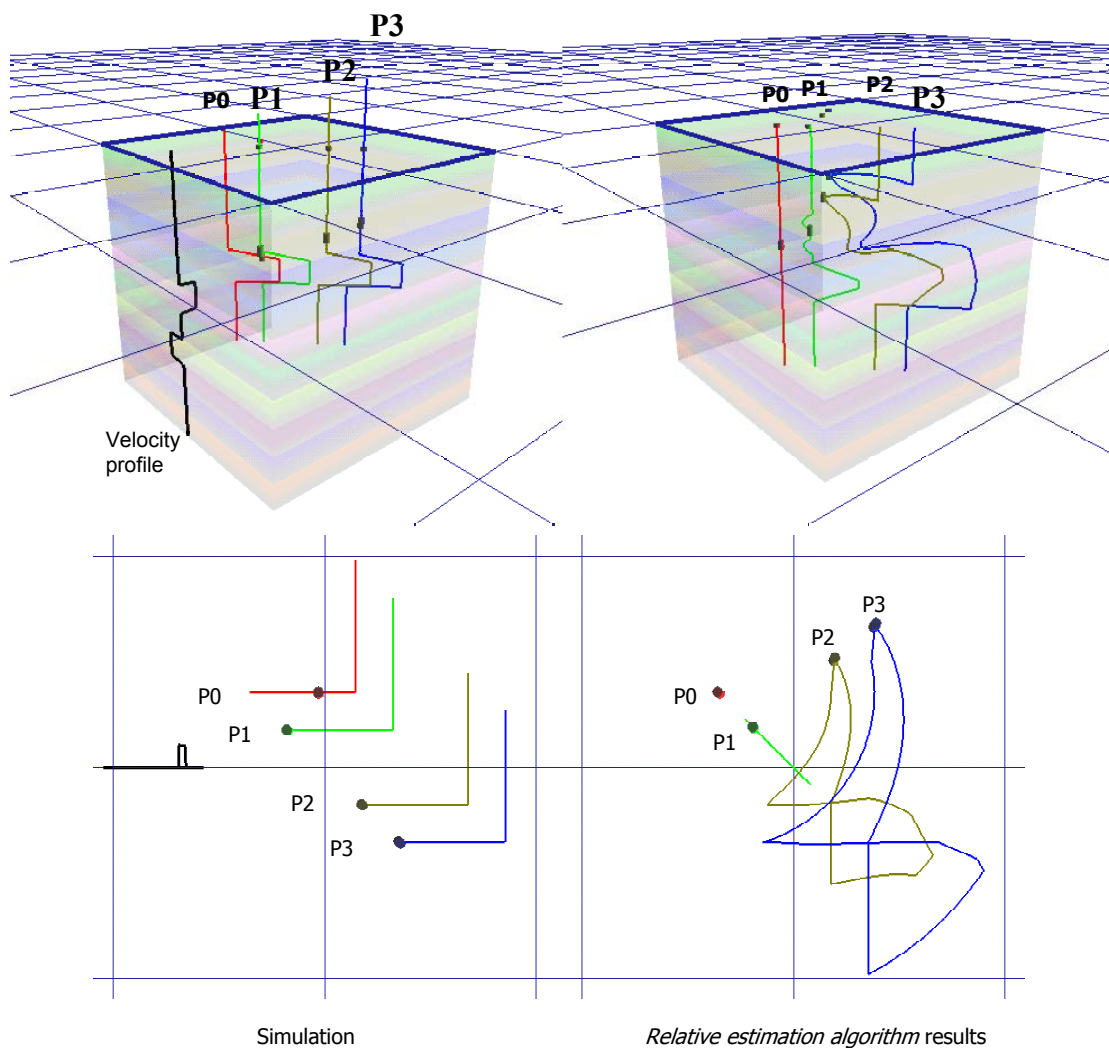 P3
P2
P0
P1
Velocity
profile
P0
P1
P2
P3
P0
P1
P2
P3
P3
P2
P0
P1
Simulation
Relative estimation algorithm results